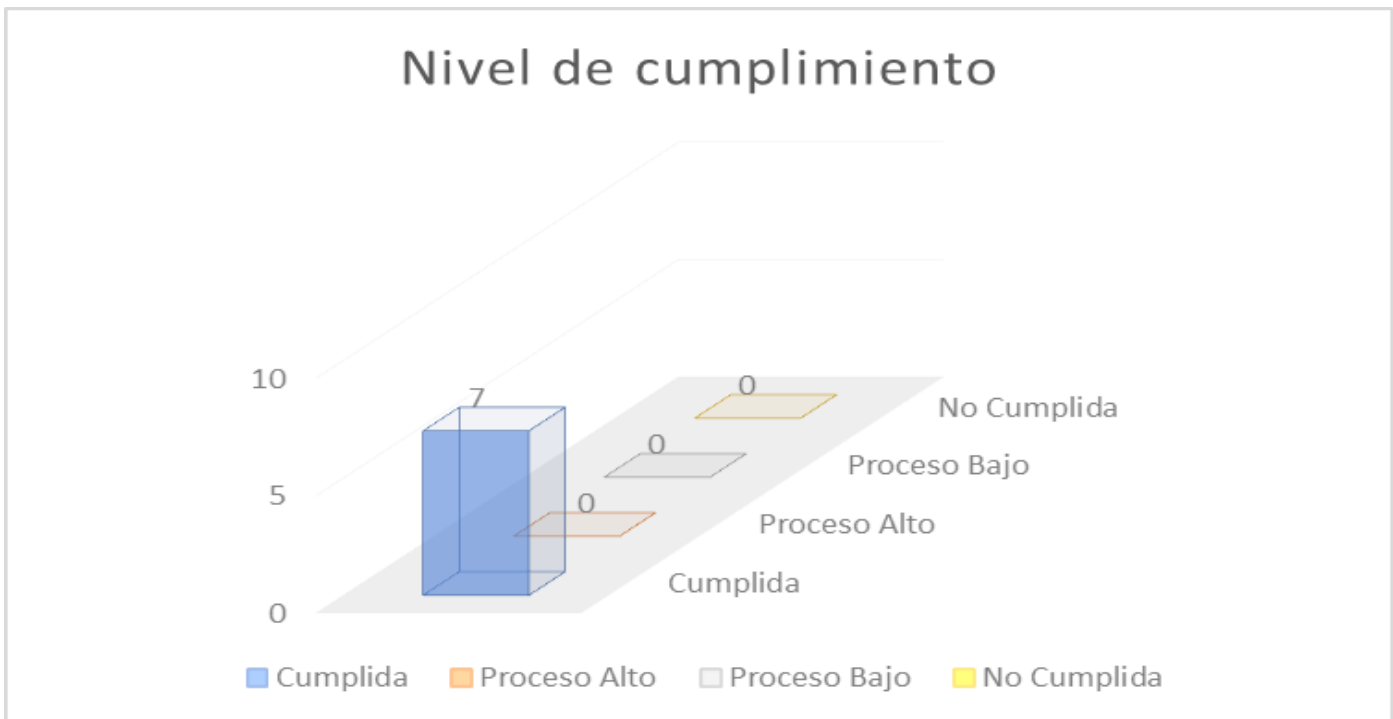 Nivel de cumplimiento
10
5
0
7
0
0
0
No Cumplida
Proceso Bajo
Proceso Alto
Cumplida
Cumplida Proceso Alto Proceso Bajo No Cumplida